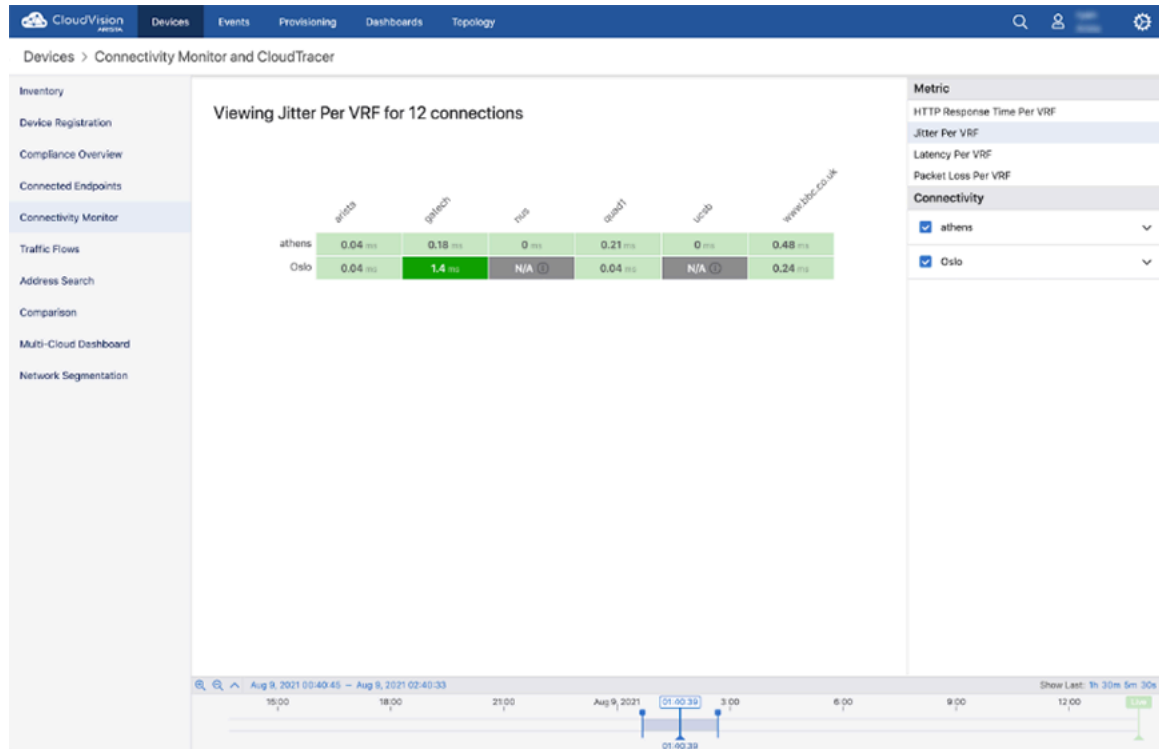 CloudVision
ARISTA
Devices Events Provisioning Dashboards Topology
Devices > Connectivity Monitor and CloudTracer
Inventory
Device Registration
Compliance Overview
Connected Endpoints
Connectivity Monitor
Traffic Flows
Address Search
Comparison
Multi-Cloud Dashboard
Network Segmentation
Viewing Jitter Per VRF for 12 connections
arista gatech nus quad1 ucsb www.bbc.co.uk
athens 0.04 ms 0.18 ms 0 ms 0.21 ms 0 ms 0.48 ms
Oslo 0.04 ms 1.4 ms N/A N/A 0.04 ms 0.24 ms
Metric
HTTP Response Time Per VRF
Jitter Per VRF
Latency Per VRF
Packet Loss Per VRF
Connectivity
athens
Oslo
Aug 9, 2021 00:40:45 – Aug 9, 2021 02:40:33
Show Last: 1h 30m 5m 30s
15:00 18:00 21:00 Aug 9, 2021 01:40:39 3:00 6:00 9:00 12:00 Live
01:40:39